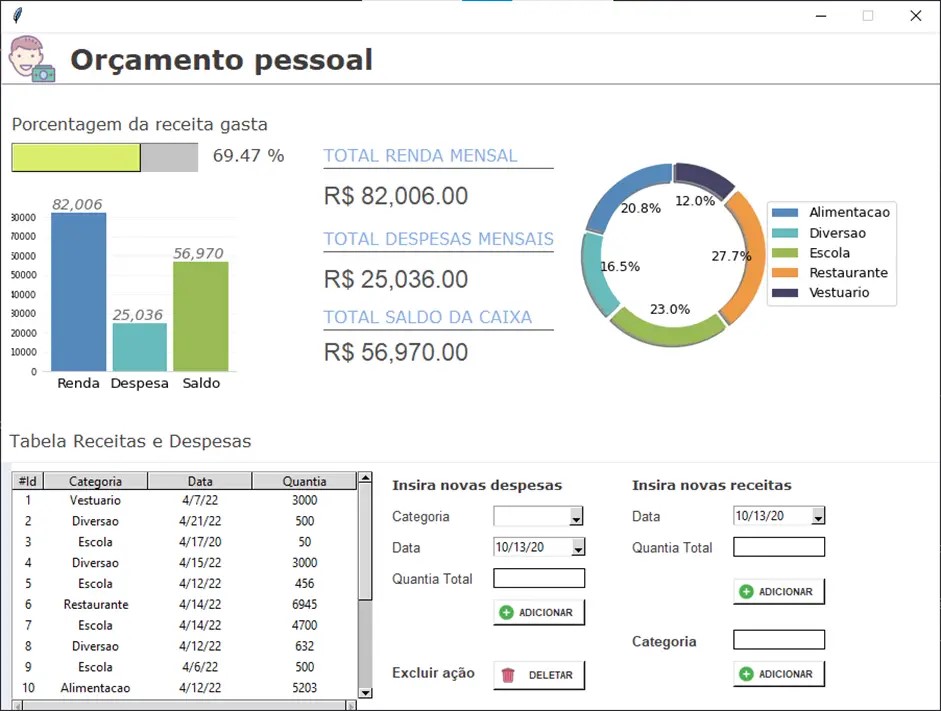 Orçamento pessoal
Porcentagem da receita gasta
69.47 %
82,006
25,036
56,970
80000
70000
60000
50000
40000
30000
20000
10000
0
Renda Despesa Saldo
TOTAL RENDA MENSAL
R$ 82,006.00
TOTAL DESPESAS MENSAIS
R$ 25,036.00
TOTAL SALDO DA CAIXA
R$ 56,970.00
20.8%
12.0%
16.5%
27.7%
23.0%
Alimentacao
Diversao
Escola
Restaurante
Vestuario
Tabela Receitas e Despesas
#Id Categoria Data Quantia
1 Vestuario 4/7/22 3000
2 Diversao 4/21/22 500
3 Escola 4/17/20 50
4 Diversao 4/15/22 3000
5 Escola 4/12/22 456
6 Restaurante 4/14/22 6945
7 Escola 4/14/22 4700
8 Diversao 4/12/22 632
9 Escola 4/6/22 500
10 Alimentacao 4/12/22 5203
Insira novas despesas
Categoria
Data 10/13/20
Quantia Total
ADICIONAR
Excluir ação DELETAR
Insira novas receitas
Data 10/13/20
Quantia Total
ADICIONAR
Categoria
ADICIONAR